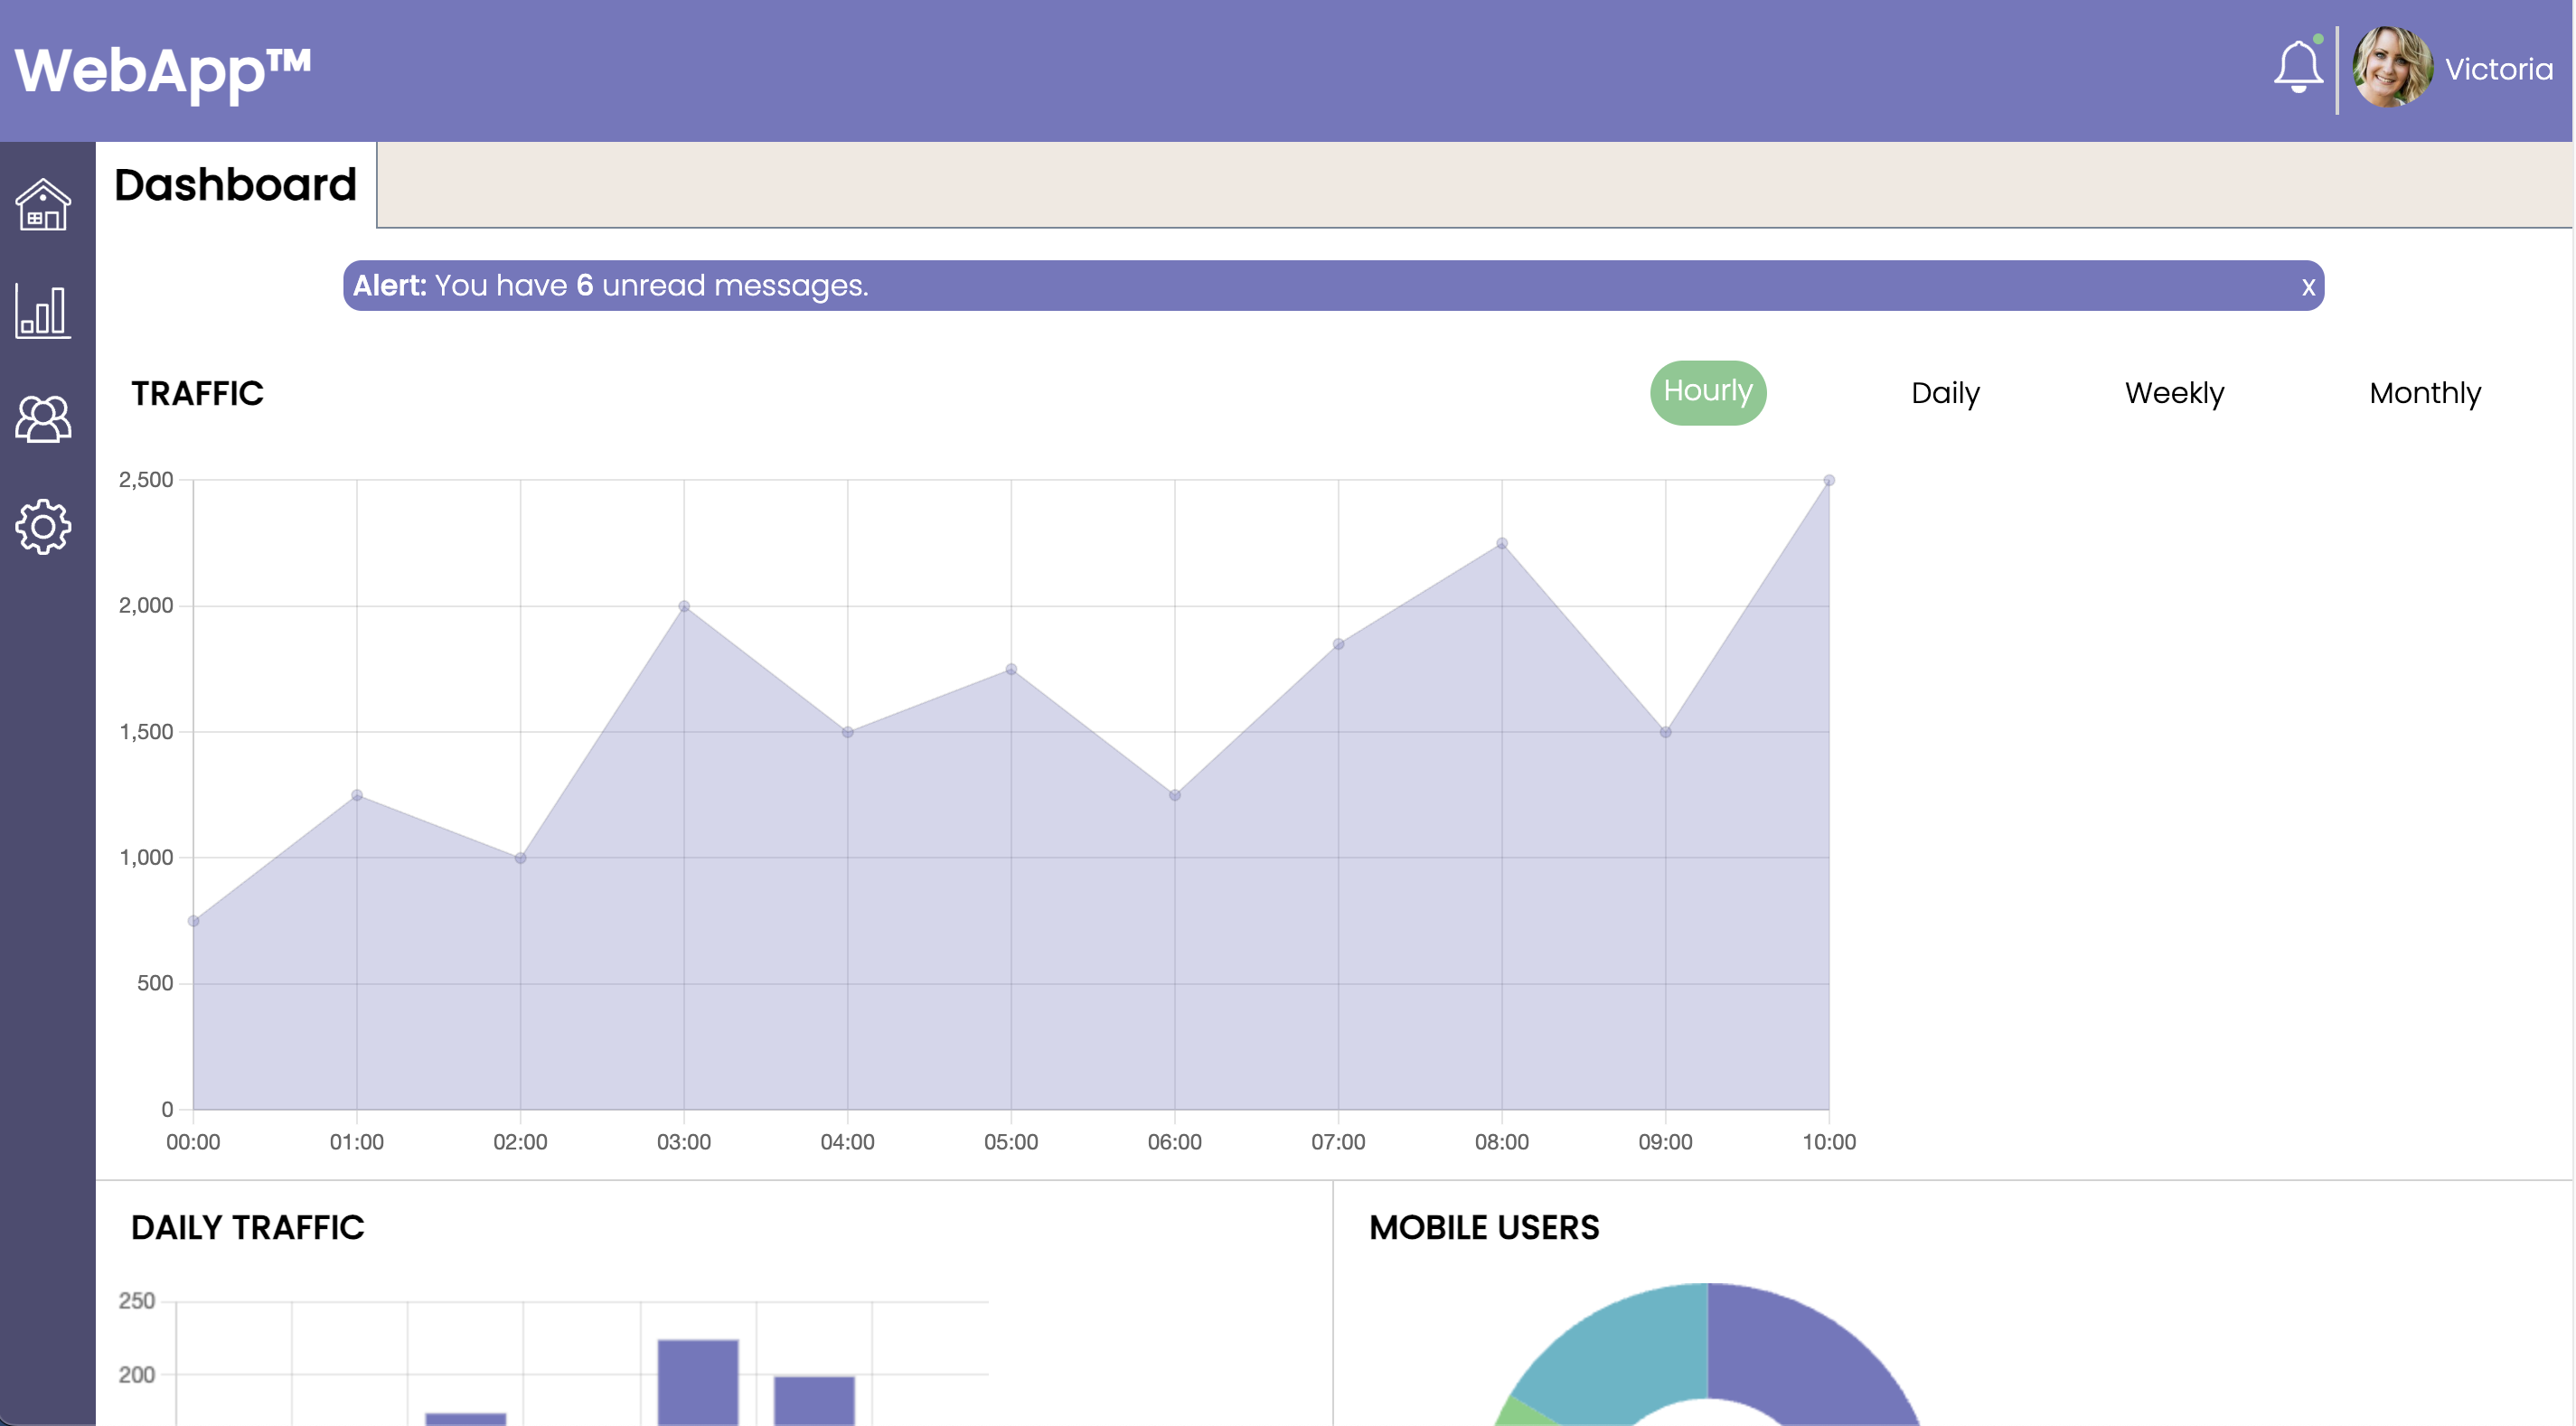 WebApp™
Victoria
Dashboard
Alert: You have 6 unread messages. x
TRAFFIC
Hourly Daily Weekly Monthly
2,500
2,000
1,500
1,000
500
0
00:00 01:00 02:00 03:00 04:00 05:00 06:00 07:00 08:00 09:00 10:00
DAILY TRAFFIC
250
200
MOBILE USERS